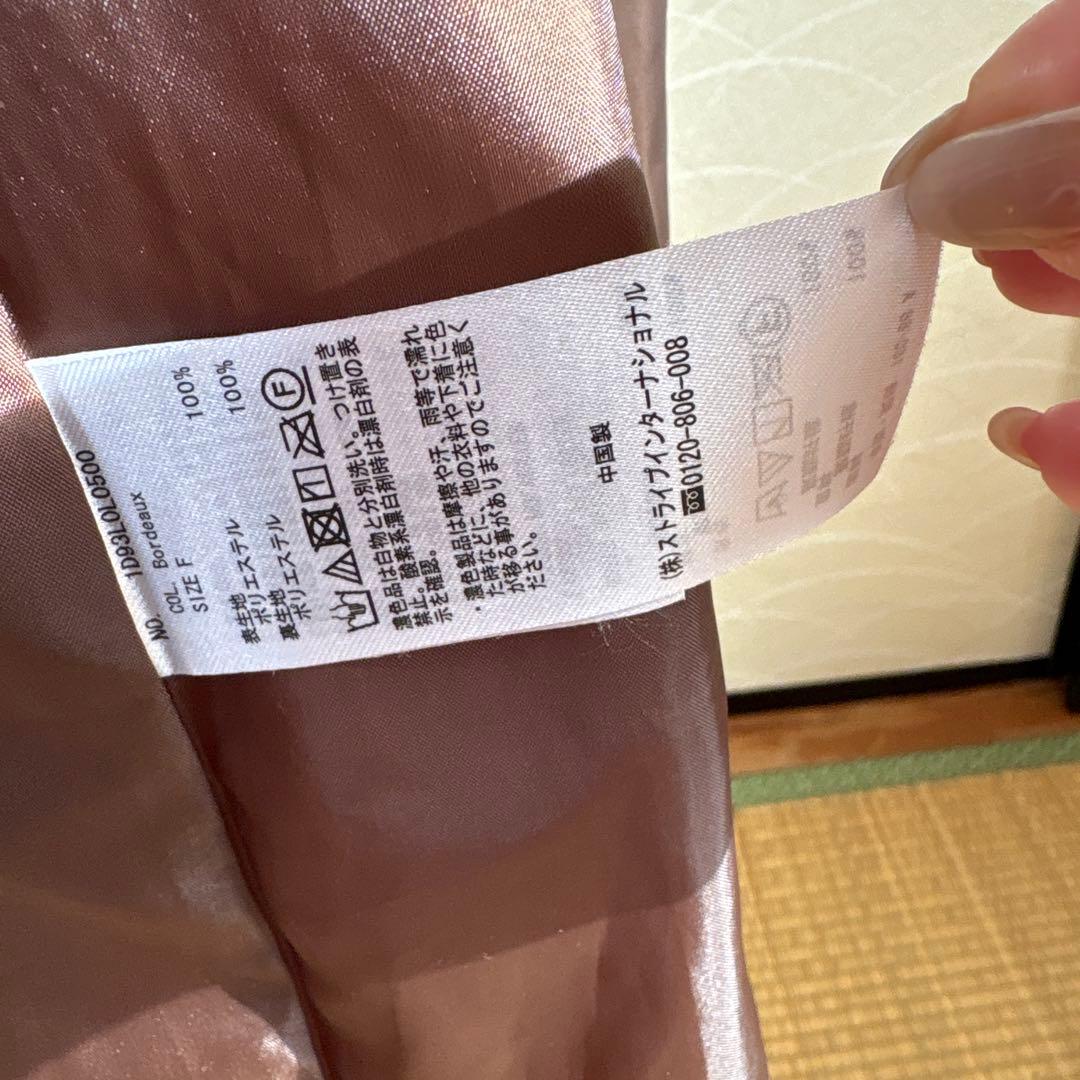 NO. 1D93L0L0500
COL. Bordeaux
SIZE F
表生地
ポリエステル 100%
裏生地
ポリエステル 100%
F
濃色品は白物と分別洗い。つけ置き
禁止。酸素系漂白剤時は漂白剤の表
示を確認。
・濃色製品は摩擦や汗、雨等で濡れ
た時などに、他の衣料や下着に色
が移る事がありますのでご注意く
ださい。
中国製
(株)ストライプインターナショナル
0120-806-008